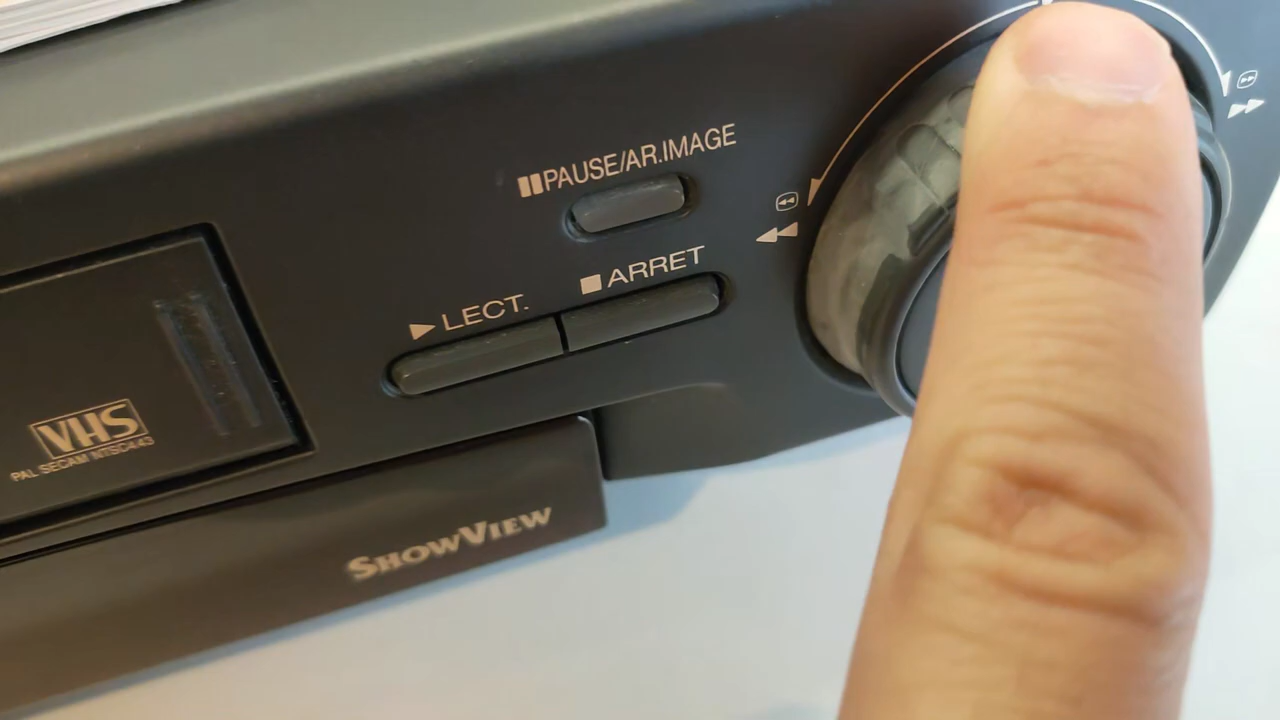 PAUSE/AR.IMAGE
ARRET
LECT.
VHS
PAL SECAM NTSC4.43
SHOWVIEW